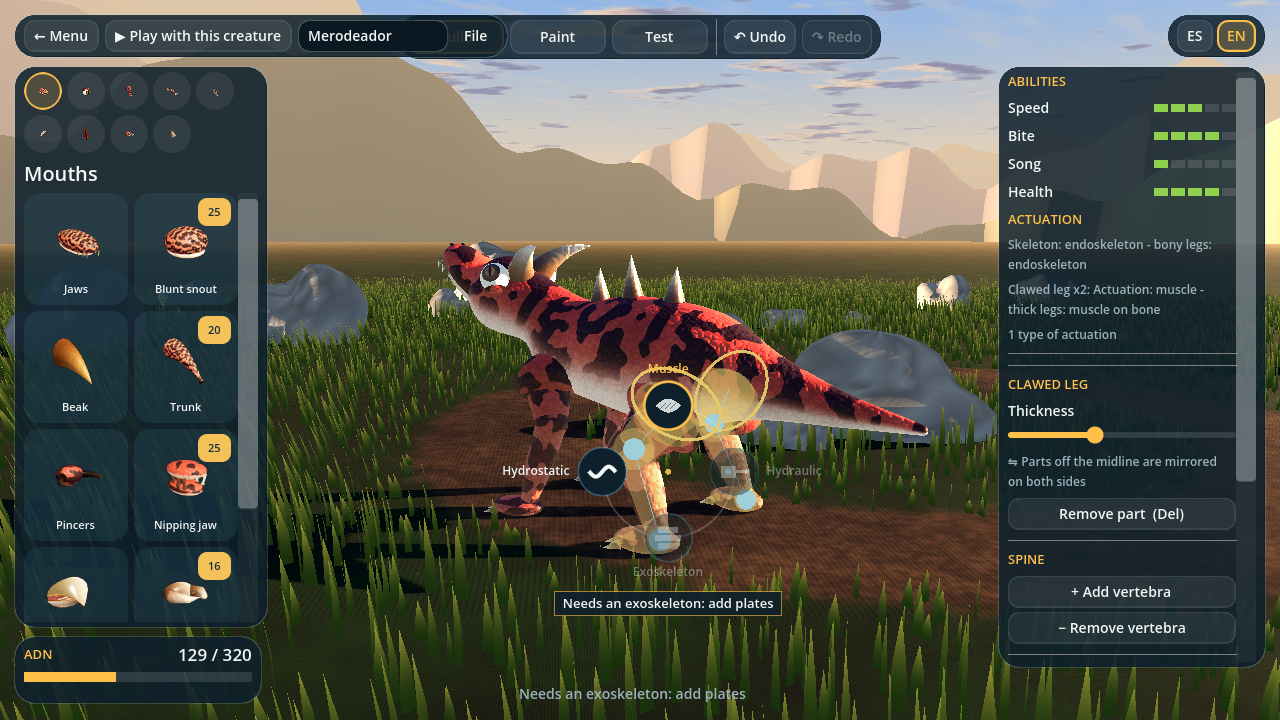 ← Menu
▶ Play with this creature
Merodeador
File
Paint
Test
↶ Undo
↷ Redo
ES
EN
Mouths
25
Jaws
Blunt snout
20
Beak
Trunk
25
Pincers
Nipping jaw
16
ADN
129 / 320
Muscle
Hydrostatic
Hydraulic
Exoskeleton
Needs an exoskeleton: add plates
Needs an exoskeleton: add plates
ABILITIES
Speed
Bite
Song
Health
ACTUATION
Skeleton: endoskeleton - bony legs:
endoskeleton
Clawed leg x2: Actuation: muscle -
thick legs: muscle on bone
1 type of actuation
CLAWED LEG
Thickness
⇋ Parts off the midline are mirrored
on both sides
Remove part (Del)
SPINE
+ Add vertebra
− Remove vertebra